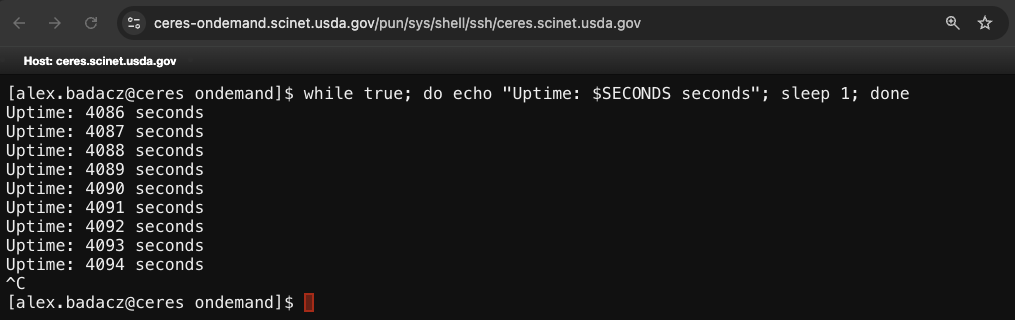 ceres-ondemand.scinet.usda.gov/pun/sys/shell/ssh/ceres.scinet.usda.gov
Host: ceres.scinet.usda.gov
[alex.badacz@ceres ondemand]$ while true; do echo "Uptime: $SECONDS seconds"; sleep 1; done
Uptime: 4086 seconds
Uptime: 4087 seconds
Uptime: 4088 seconds
Uptime: 4089 seconds
Uptime: 4090 seconds
Uptime: 4091 seconds
Uptime: 4092 seconds
Uptime: 4093 seconds
Uptime: 4094 seconds
^C
[alex.badacz@ceres ondemand]$